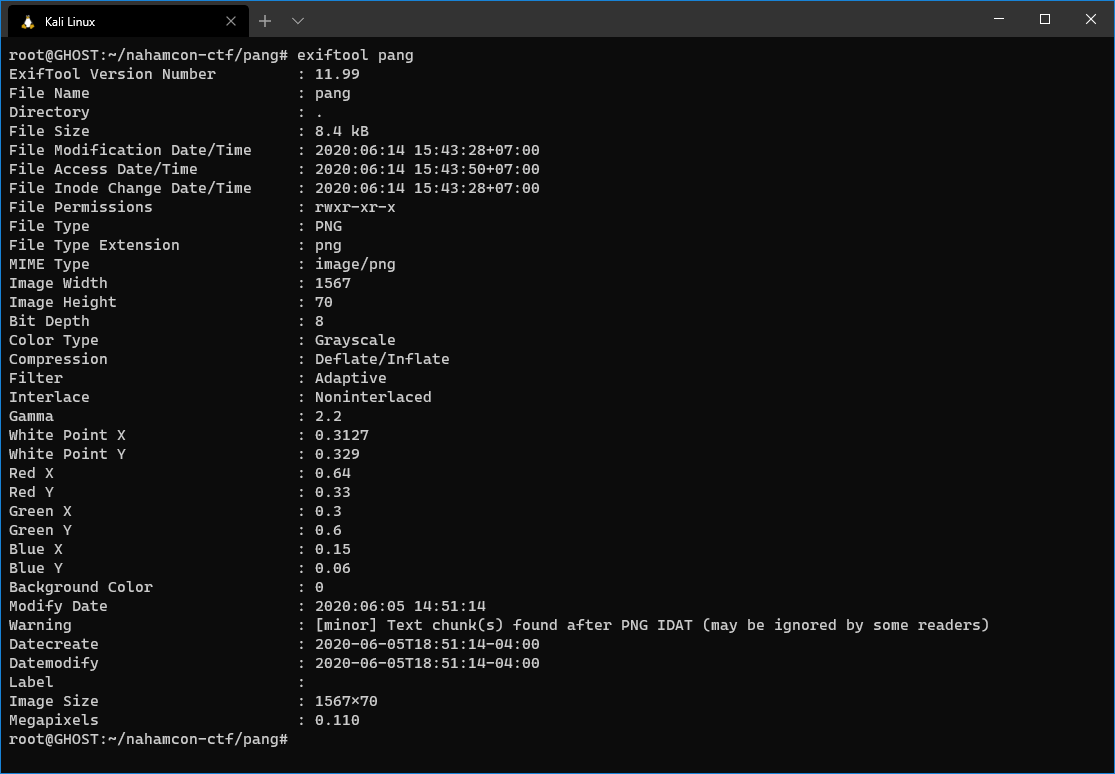 Kali Linux
root@GHOST:~/nahamcon-ctf/pang# exiftool pang
ExifTool Version Number : 11.99
File Name : pang
Directory : .
File Size : 8.4 kB
File Modification Date/Time : 2020:06:14 15:43:28+07:00
File Access Date/Time : 2020:06:14 15:43:50+07:00
File Inode Change Date/Time : 2020:06:14 15:43:28+07:00
File Permissions : rwxr-xr-x
File Type : PNG
File Type Extension : png
MIME Type : image/png
Image Width : 1567
Image Height : 70
Bit Depth : 8
Color Type : Grayscale
Compression : Deflate/Inflate
Filter : Adaptive
Interlace : Noninterlaced
Gamma : 2.2
White Point X : 0.3127
White Point Y : 0.329
Red X : 0.64
Red Y : 0.33
Green X : 0.3
Green Y : 0.6
Blue X : 0.15
Blue Y : 0.06
Background Color : 0
Modify Date : 2020:06:05 14:51:14
Warning : [minor] Text chunk(s) found after PNG IDAT (may be ignored by some readers)
Datecreate : 2020-06-05T18:51:14-04:00
Datemodify : 2020-06-05T18:51:14-04:00
Label :
Image Size : 1567×70
Megapixels : 0.110
root@GHOST:~/nahamcon-ctf/pang#